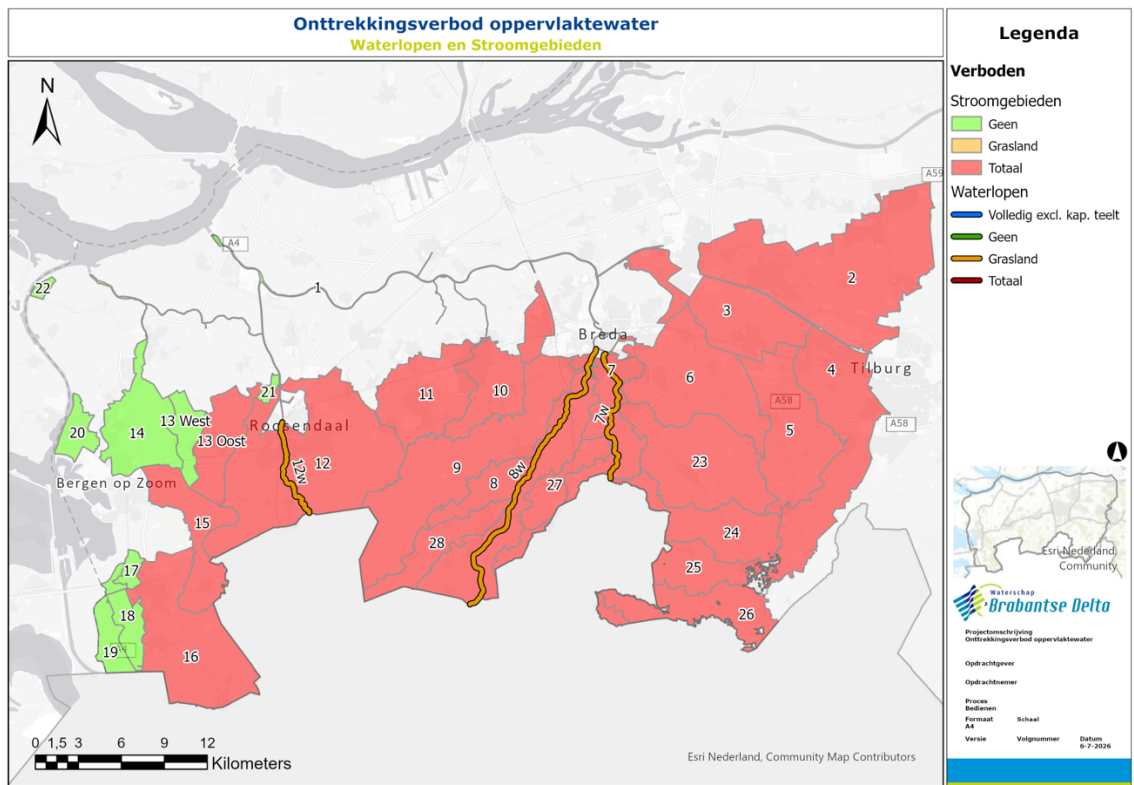 Onttrekkingsverbod oppervlaktewater
Waterlopen en Stroomgebieden
N
A59
A4
22
1
2
3
Breda
4
Tilburg
7
6
21
11
10
A58
A58
20
14
13 West
13 Oost
Roosendaal
12
12w
7w
5
9
8w
8
27
23
Bergen op Zoom
15
28
24
25
17
18
19
16
26
0 1,5 3 6 9 12
Kilometers
Esri Nederland, Community Map Contributors
Legenda
Verboden
Stroomgebieden
Geen
Grasland
Totaal
Waterlopen
Volledig excl. kap. teelt
Geen
Grasland
Totaal
Esri Nederland,
Community
Waterschap
Brabantse Delta
Projectomschrijving
Onttrekkingsverbod oppervlaktewater
Opdrachtgever
Opdrachtnemer
Proces
Bedienen
Formaat Schaal
A4
Versie Volgnummer Datum
6-7-2026